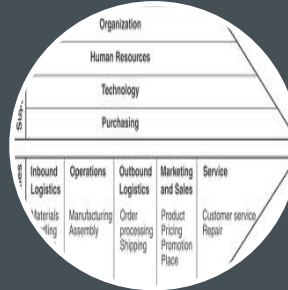 Organization
Human Resources
Technology
Purchasing
Inbound Logistics
Operations
Outbound Logistics
Marketing and Sales
Service
Manufacturing
Assembly
Order
processing
Shipping
Product
Pricing
Promotion
Place
Customer service
Repair